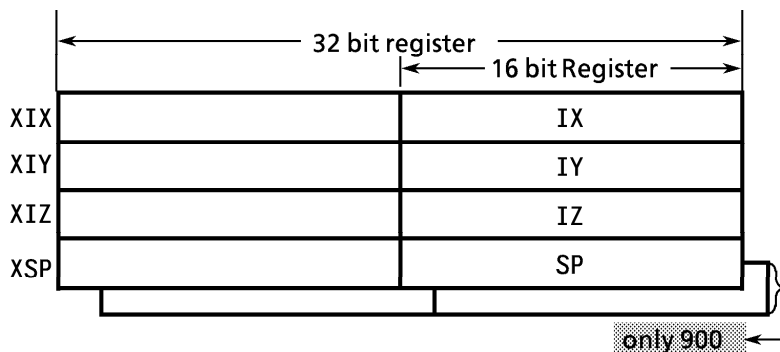 32 bit register
16 bit Register
XIX IX
XIY IY
XIZ IZ
XSP SP
only 900